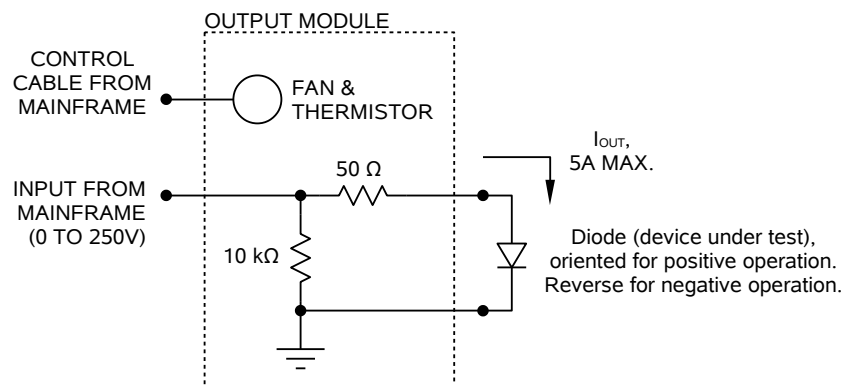 OUTPUT MODULE
CONTROL
CABLE FROM
MAINFRAME
FAN &
THERMISTOR
INPUT FROM
MAINFRAME
(0 TO 250V)
50 Ω
10 kΩ
IOUT,
5A MAX.
Diode (device under test),
oriented for positive operation.
Reverse for negative operation.